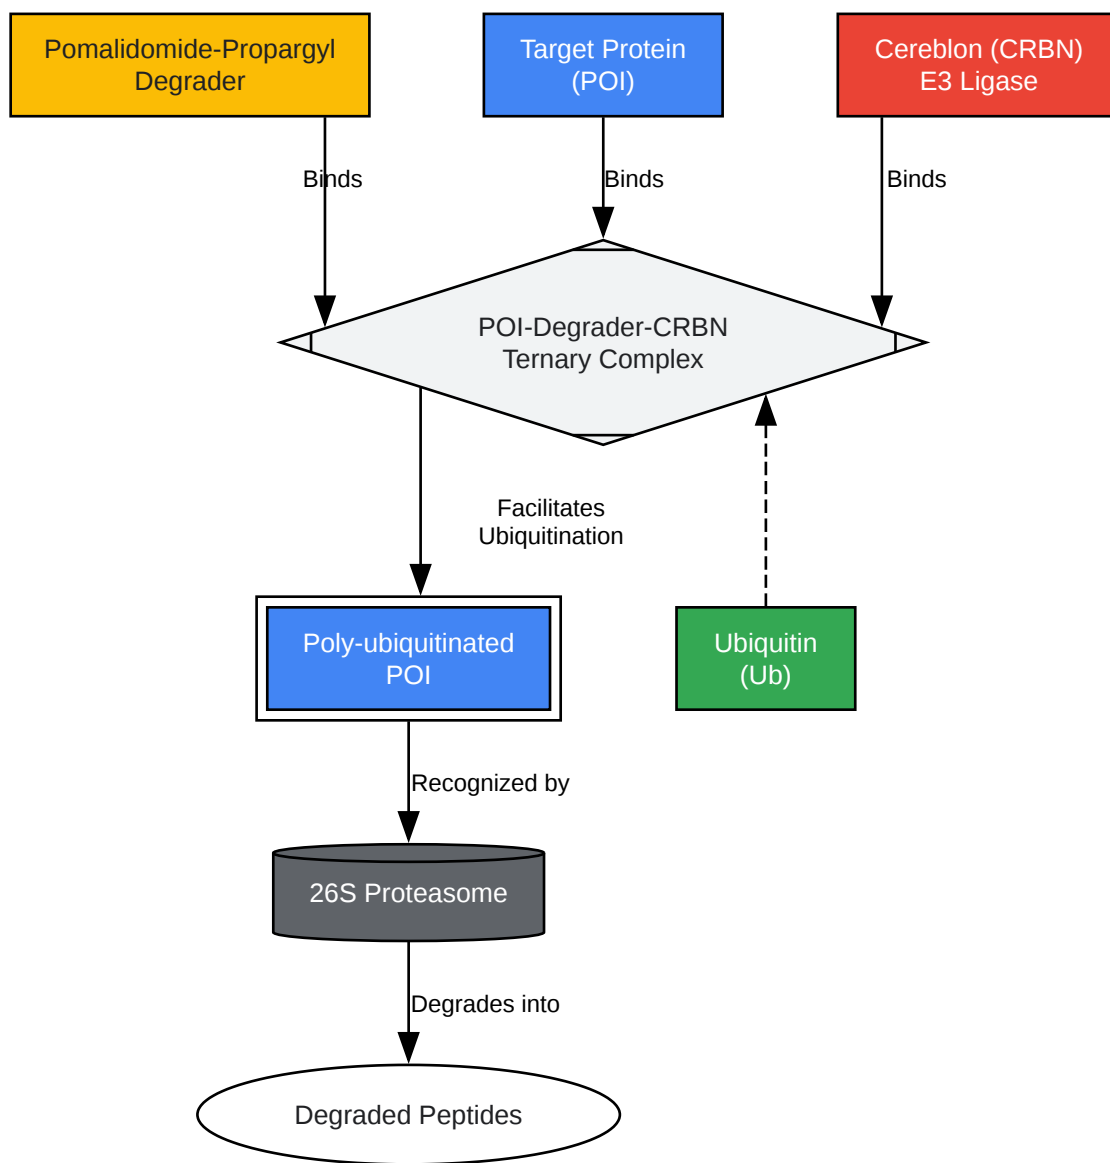 Pomalidomide-Propargyl
Degrader
Target Protein
(POI)
Cereblon (CRBN)
E3 Ligase
Binds
Binds
Binds
POI-Degrader-CRBN
Ternary Complex
Facilitates
Ubiquitination
Poly-ubiquitinated
POI
Ubiquitin
(Ub)
Recognized by
26S Proteasome
Degrades into
Degraded Peptides